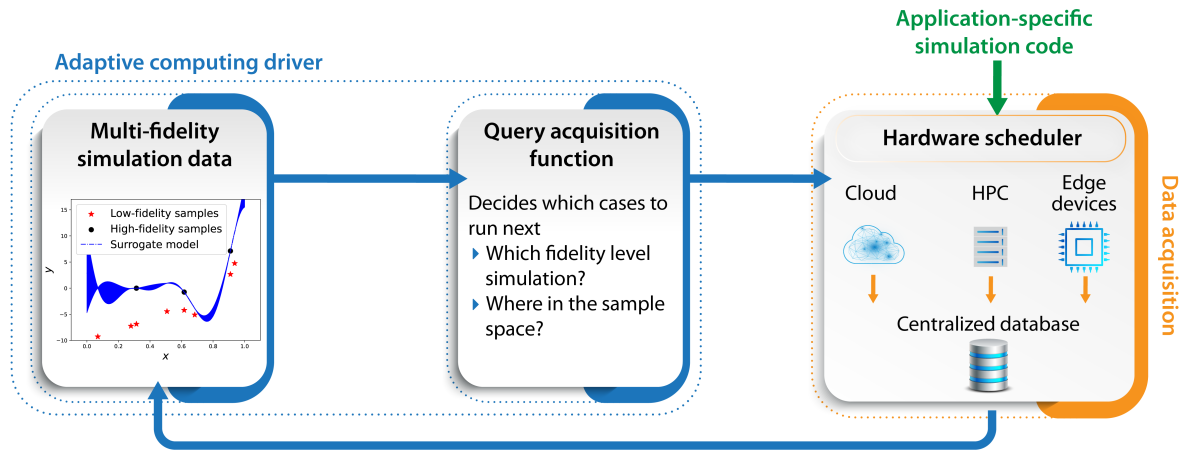 Application-specific
simulation code
Adaptive computing driver
Multi-fidelity
simulation data
Low-fidelity samples
High-fidelity samples
Surrogate model
15
10
5
0
−5
−10
y
0.0 0.2 0.4 0.6 0.8 1.0
x
Query acquisition
function
Decides which cases to
run next
Which fidelity level
simulation?
Where in the sample
space?
Hardware scheduler
Cloud
HPC
Edge
devices
Centralized database
Data acquisition